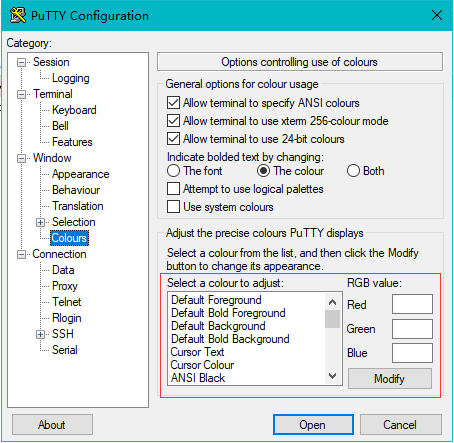 PuTTY Configuration
Category:
Session
Logging
Terminal
Keyboard
Bell
Features
Window
Appearance
Behaviour
Translation
Selection
Colours
Connection
Data
Proxy
Telnet
Rlogin
SSH
Serial
Options controlling use of colours
General options for colour usage
Allow terminal to specify ANSI colours
Allow terminal to use xterm 256-colour mode
Allow terminal to use 24-bit colours
Indicate bolded text by changing:
The font The colour Both
Attempt to use logical palettes
Use system colours
Adjust the precise colours PuTTY displays
Select a colour from the list, and then click the Modify
button to change its appearance.
Select a colour to adjust:
Default Foreground
Default Bold Foreground
Default Background
Default Bold Background
Cursor Text
Cursor Colour
ANSI Black
RGB value:
Red
Green
Blue
Modify
About Open Cancel